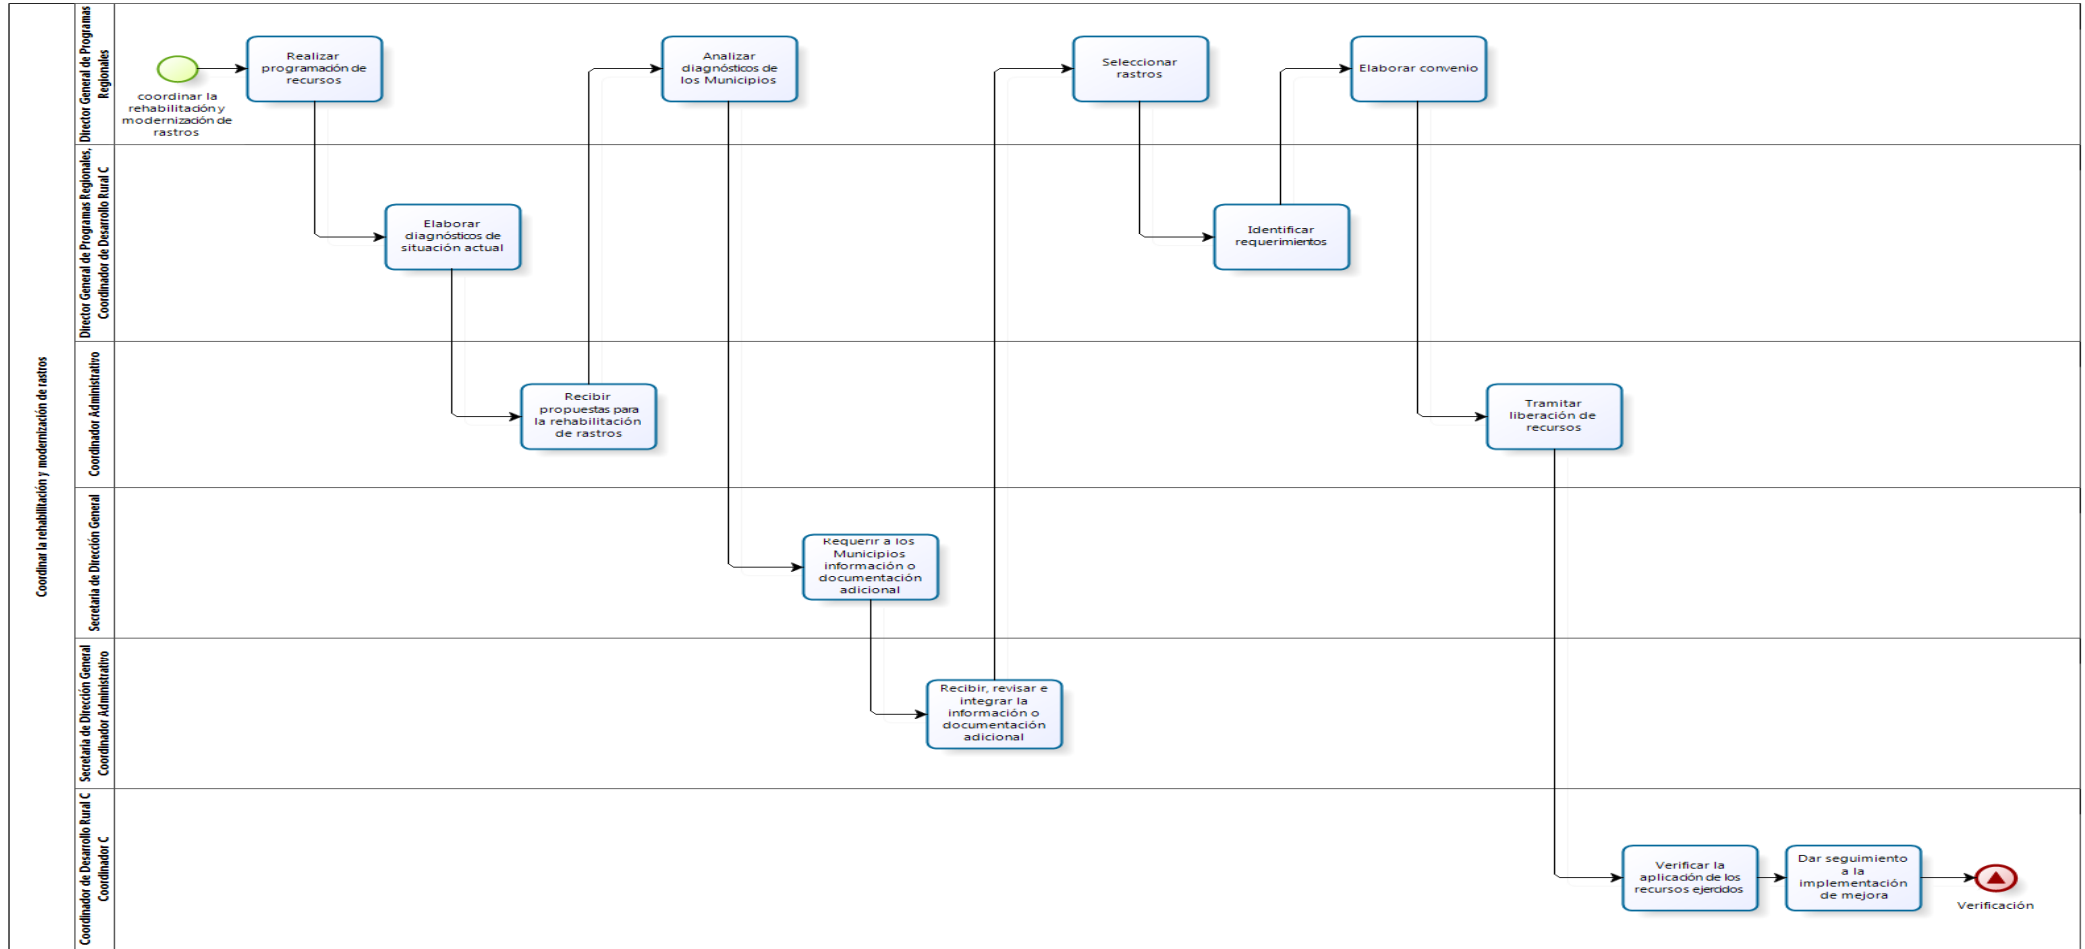 Coordinar la rehabilitación y modernización de rastros
Director General de Programas
Regionales
coordinar la
rehabilitación y
modernización de
rastros
Realizar
programación de
recursos
Analizar
diagnósticos de
los Municipios
Seleccionar
rastros
Elaborar convenio
Director General de Programas Regionales,
Coordinador de Desarrollo Rural C
Elaborar
diagnósticos de
situación actual
Identificar
requerimientos
Coordinador Administrativo
Recibir
propuestas para
la rehabilitación
de rastros
Tramitar
liberación de
recursos
Secretaria de Dirección General
Requerir a los
Municipios
información o
documentación
adicional
Secretaria de Dirección General
Coordinador Administrativo
Recibir, revisar e
integrar la
información o
documentación
adicional
Coordinador de Desarrollo Rural C
Coordinador C
Verificar la
aplicación de los
recursos ejercidos
Dar seguimiento
a la
implementación
de mejora
Verificación